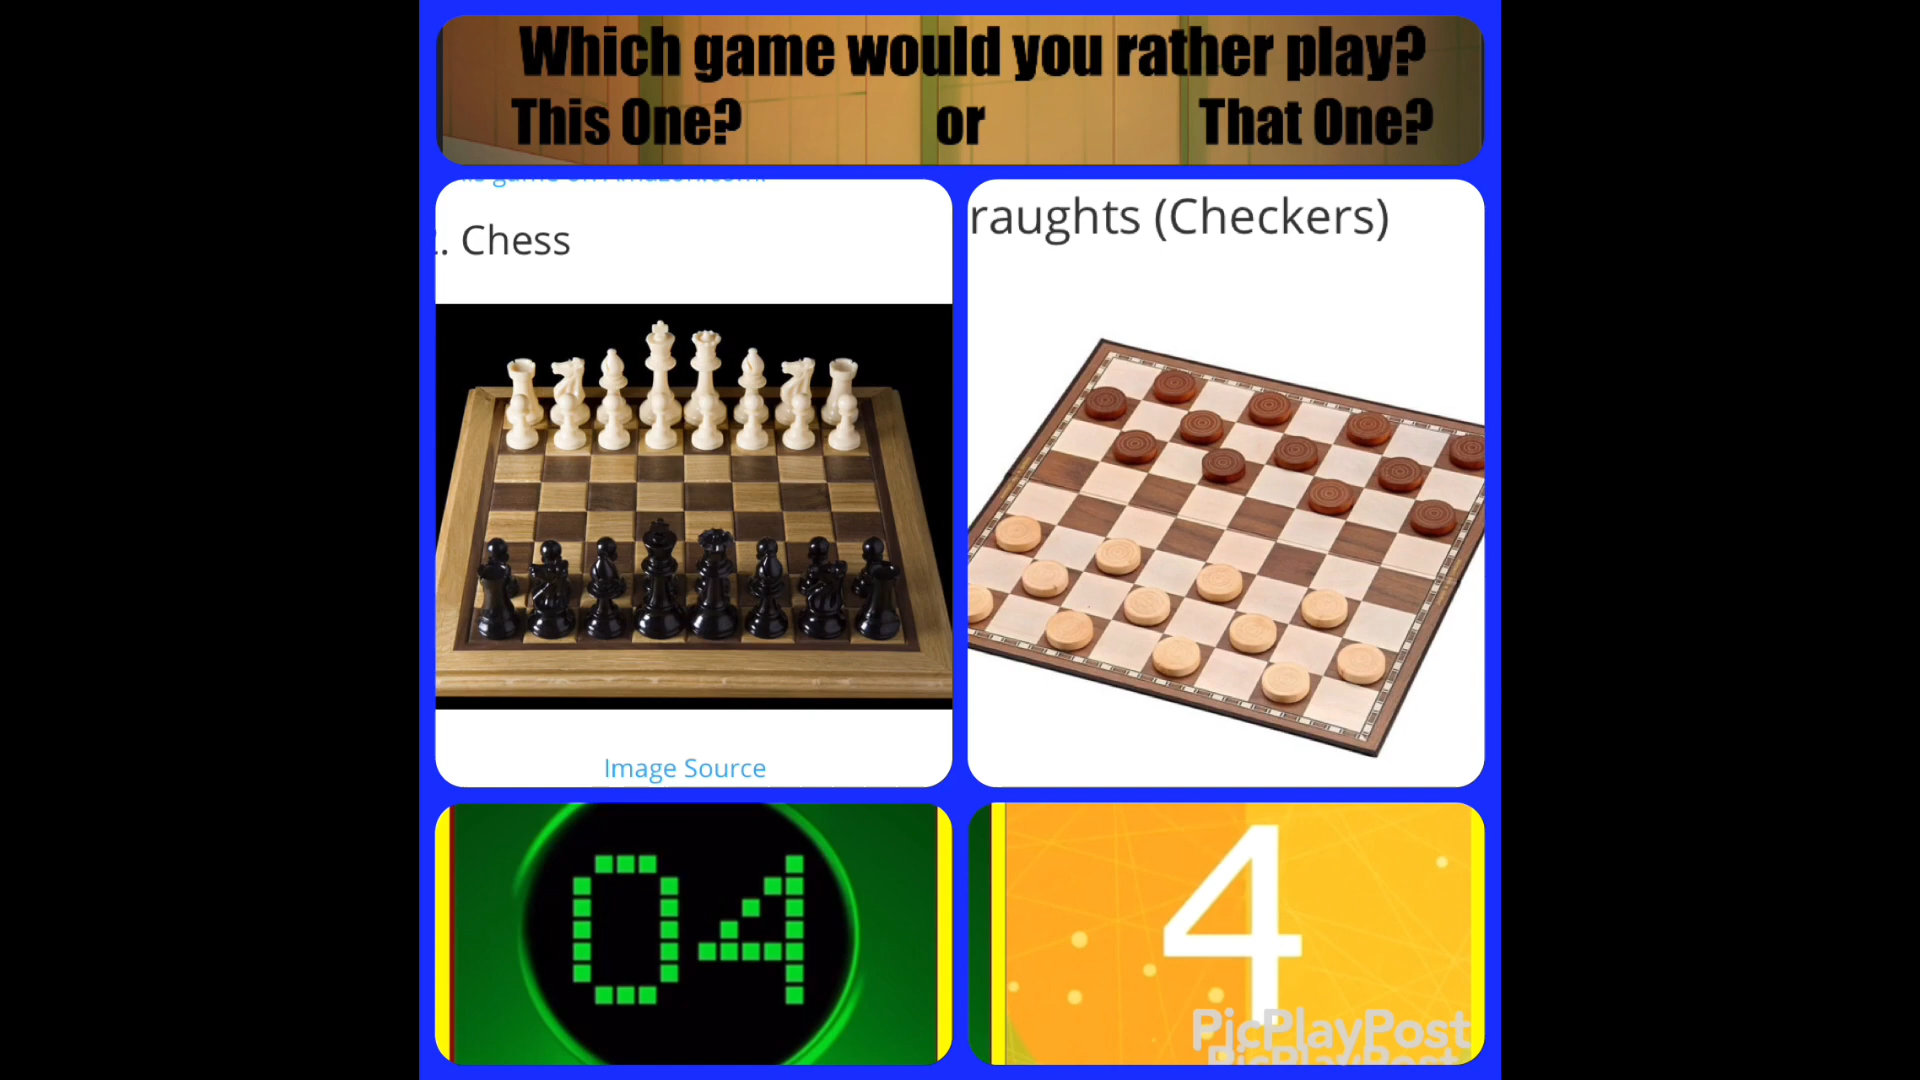 Which game would you rather play?
This One? or That One?
. Chess
raughts (Checkers)
Image Source
04
4
PicPlayPost
PicPlayPost